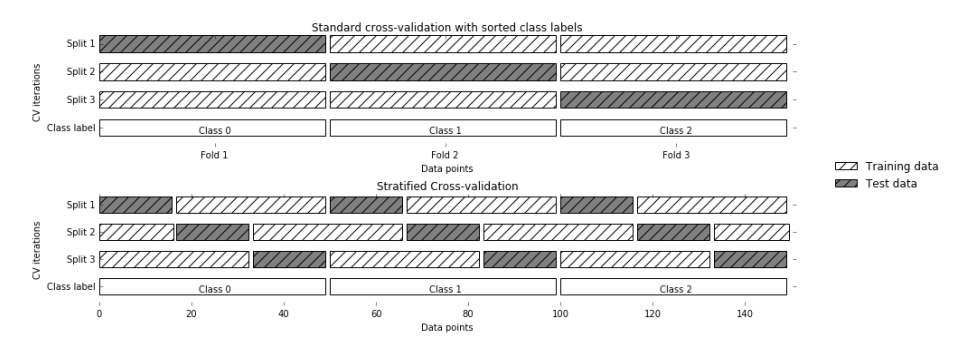 Standard cross-validation with sorted class labels
Split 1
Split 2
Split 3
Class label
Class 0
Class 1
Class 2
CV iterations
Fold 1
Fold 2
Fold 3
Data points
Training data
Test data
Stratified Cross-validation
Split 1
Split 2
Split 3
Class label
Class 0
Class 1
Class 2
CV iterations
0
20
40
60
80
100
120
140
Data points